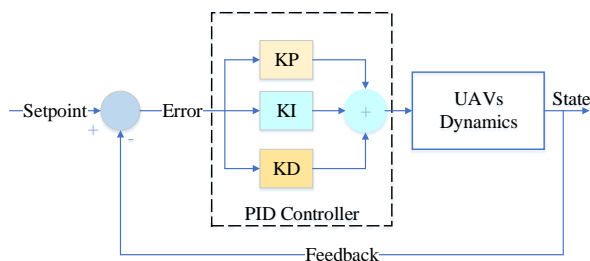 KP
Setpoint
+
-
Error
KI
+
UAVs
Dynamics
State
KD
PID Controller
Feedback